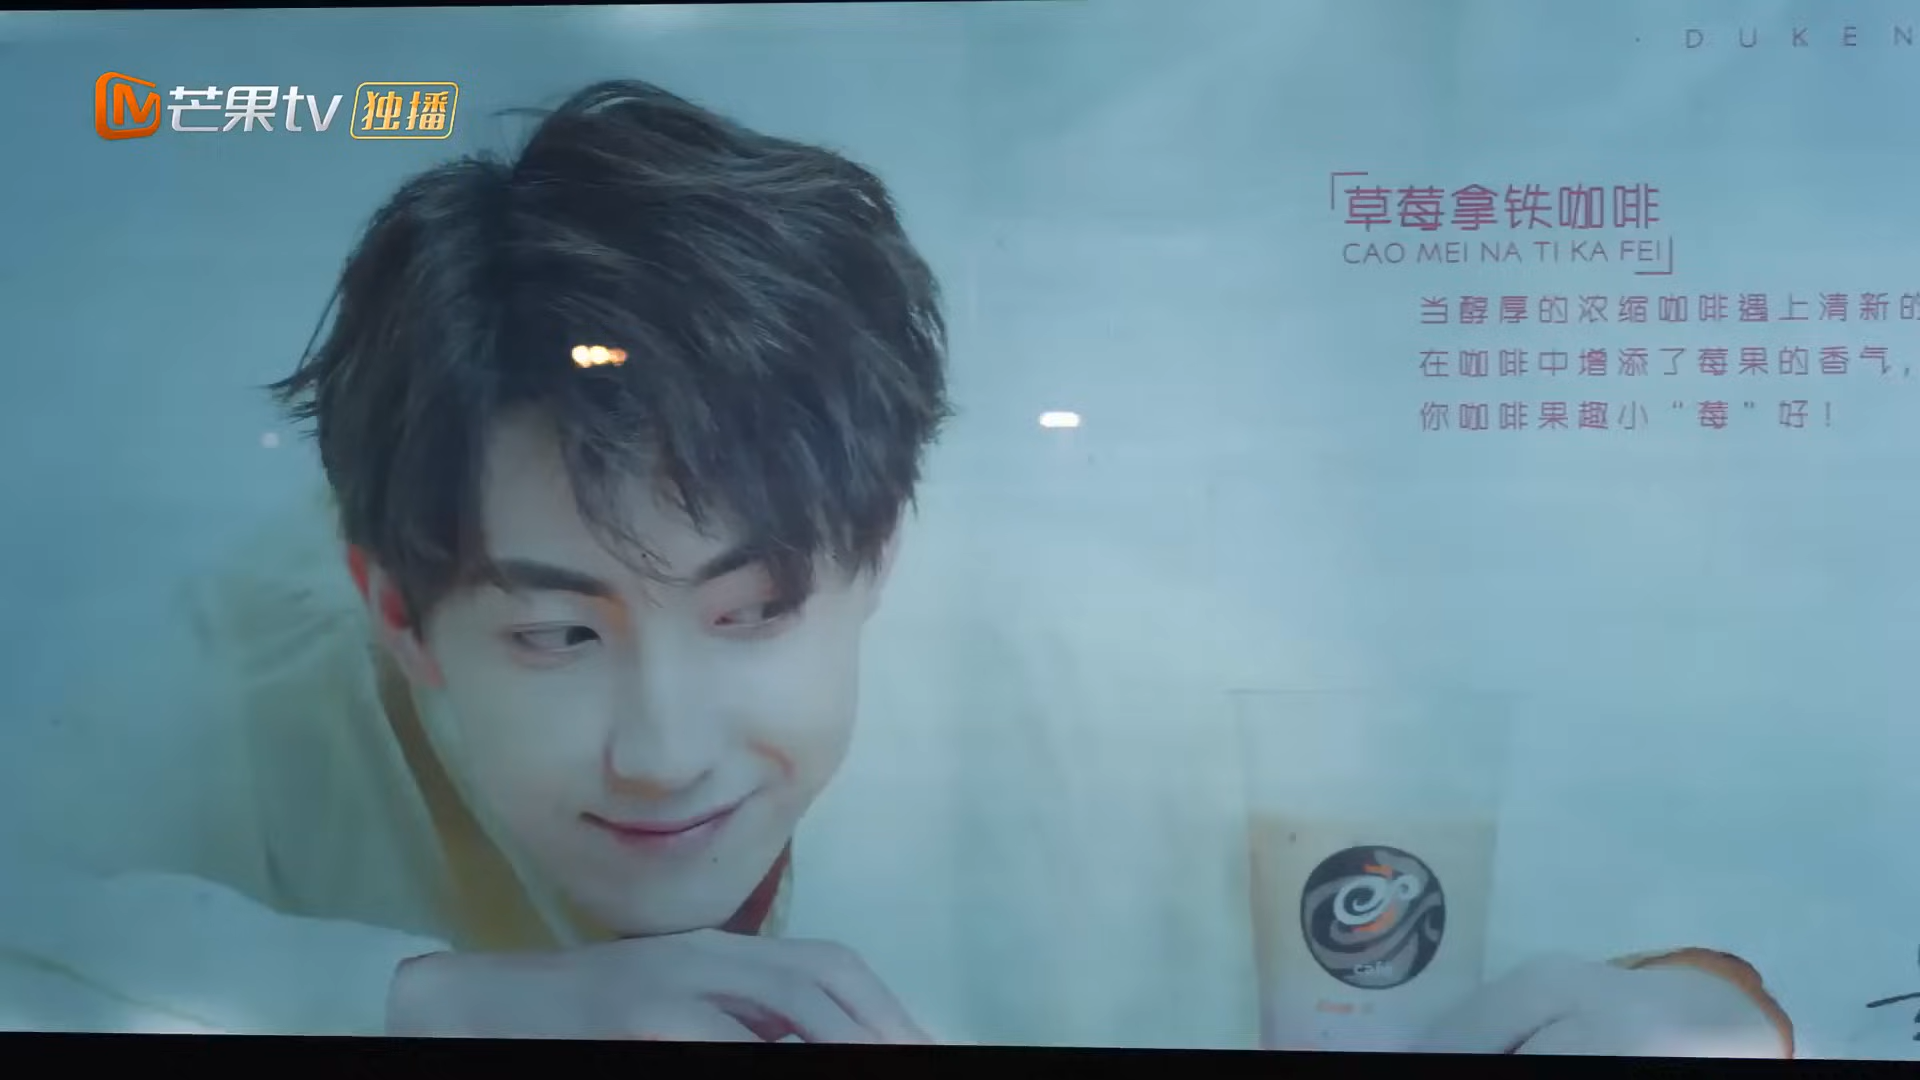 芒果tv 独播
· DUKEN
「草莓拿铁咖啡
CAO MEI NA TI KA FEI」
当醇厚的浓缩咖啡遇上清新的
在咖啡中增添了莓果的香气，
你咖啡果趣小“莓”好！
café